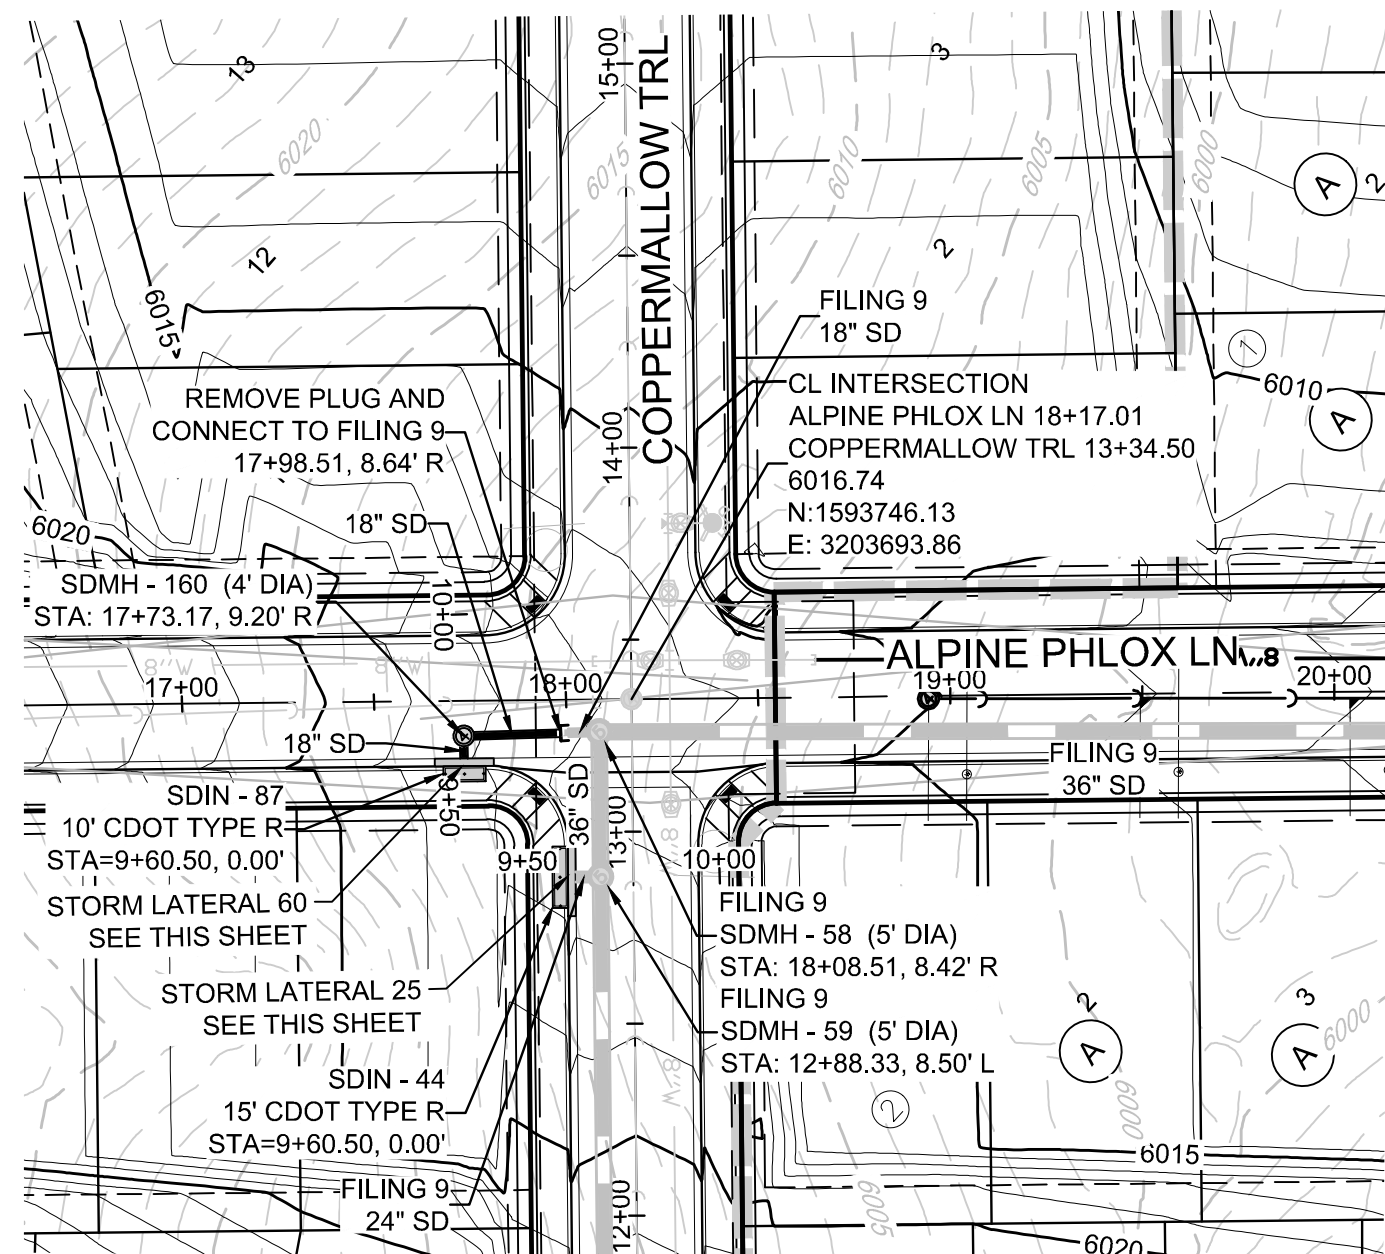 13
6020
15+00
COPPERMALLOW TRL
6015
3
6010
6005
6000
A
2
12
2
6015
FILING 9
18" SD
1
6010
A
REMOVE PLUG AND
CONNECT TO FILING 9
17+98.51, 8.64' R
14+00
CL INTERSECTION
ALPINE PHLOX LN 18+17.01
COPPERMALLOW TRL 13+34.50
6016.74
N:1593746.13
E: 3203693.86
18" SD
6020
SDMH - 160 (4' DIA)
STA: 17+73.17, 9.20' R
10+00
8"W
8"W
ALPINE PHLOX LN
17+00
18+00
19+00
20+00
18" SD
FILING 9
36" SD
36" SD
13+00
SDIN - 87
10' CDOT TYPE R
STA=9+60.50, 0.00'
9+50
9+50
10+00
8"W
STORM LATERAL 60
SEE THIS SHEET
FILING 9
SDMH - 58 (5' DIA)
STA: 18+08.51, 8.42' R
STORM LATERAL 25
SEE THIS SHEET
FILING 9
SDMH - 59 (5' DIA)
STA: 12+88.33, 8.50' L
2
A
3
A
6000
SDIN - 44
15' CDOT TYPE R
STA=9+60.50, 0.00'
8"W
2
6000
6015
FILING 9
24" SD
12+00
6005
6020